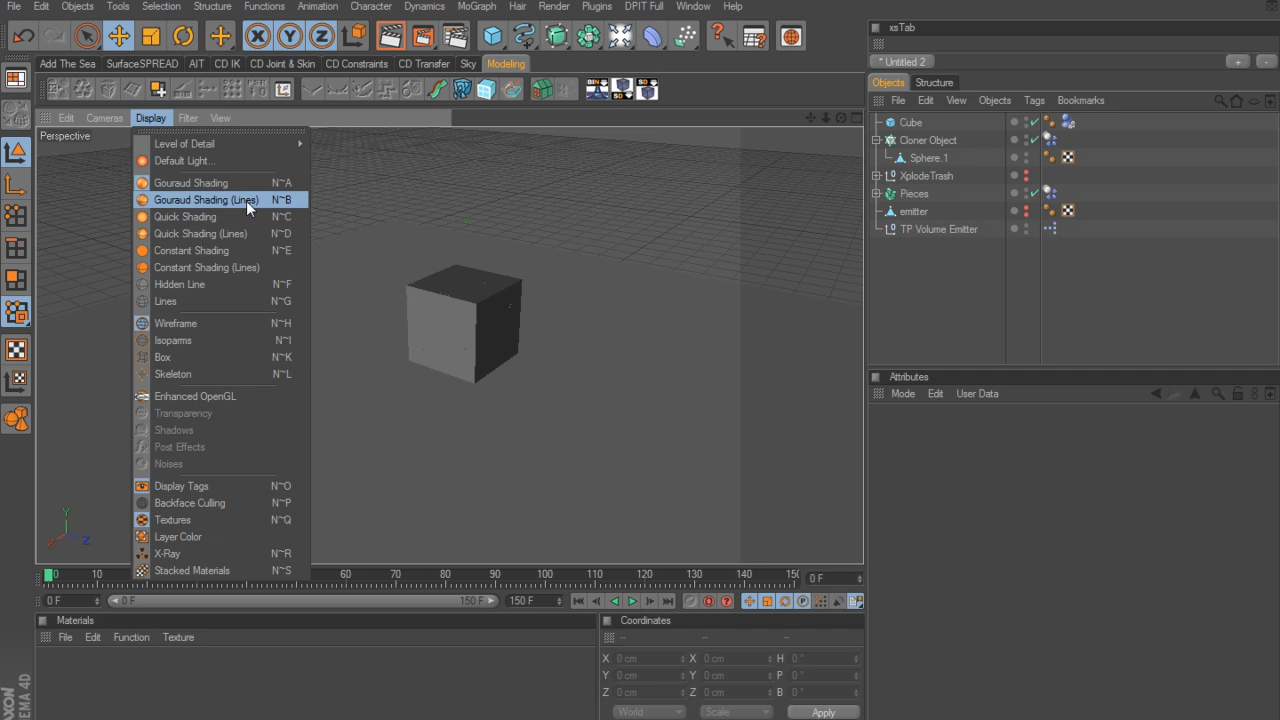 File Edit Objects Tools Selection Structure Functions Animation Character Dynamics MoGraph Hair Render Plugins DPIT Full Window Help
xsTab
Add The Sea SurfaceSPREAD AIT CD IK CD Joint & Skin CD Constraints CD Transfer Sky Modeling
* Untitled 2 + -
Objects Structure
File Edit View Objects Tags Bookmarks
Edit Cameras Display Filter View
Perspective
Level of Detail
Default Light...
Gouraud Shading N~A
Gouraud Shading (Lines) N~B
Quick Shading N~C
Quick Shading (Lines) N~D
Constant Shading N~E
Constant Shading (Lines)
Hidden Line N~F
Lines N~G
Wireframe N~H
Isoparms N~I
Box N~K
Skeleton N~L
Enhanced OpenGL
Transparency
Shadows
Post Effects
Noises
Display Tags N~O
Backface Culling N~P
Textures N~Q
Layer Color
X-Ray N~R
Stacked Materials N~S
Cube
Cloner Object
Sphere.1
XplodeTrash
Pieces
emitter
TP Volume Emitter
Y
X Z
Attributes
Mode Edit User Data
0 10 60 70 80 90 100 110 120 130 140 15( 0 F
0 F 0 F 150 F 150 F
Materials
File Edit Function Texture
Coordinates
-- -- --
X 0 cm X 0 cm H 0 °
Y 0 cm Y 0 cm P 0 °
Z 0 cm Z 0 cm B 0 °
World Scale Apply
AXON
EMA 4D